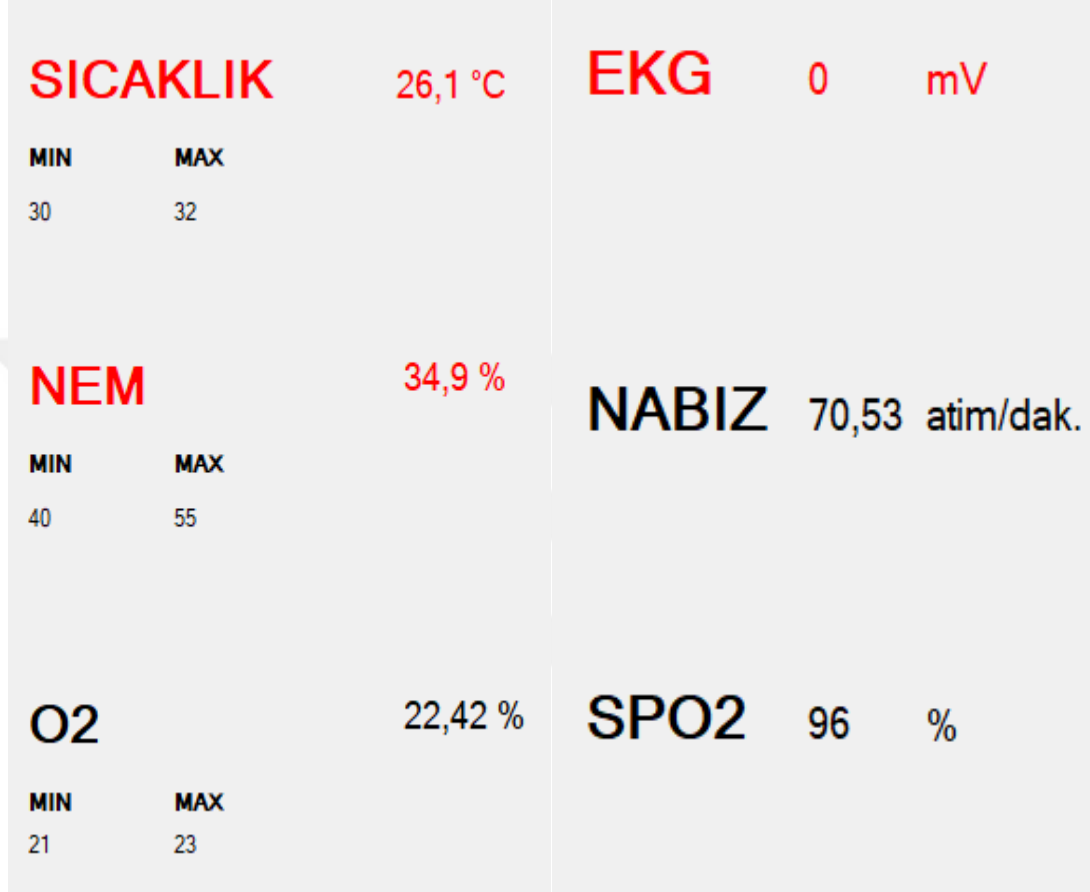 SICAKLIK 26,1 °C
MIN MAX
30 32
NEM 34,9 %
MIN MAX
40 55
O2 22,42 %
MIN MAX
21 23
EKG 0 mV
NABIZ 70,53 atim/dak.
SPO2 96 %